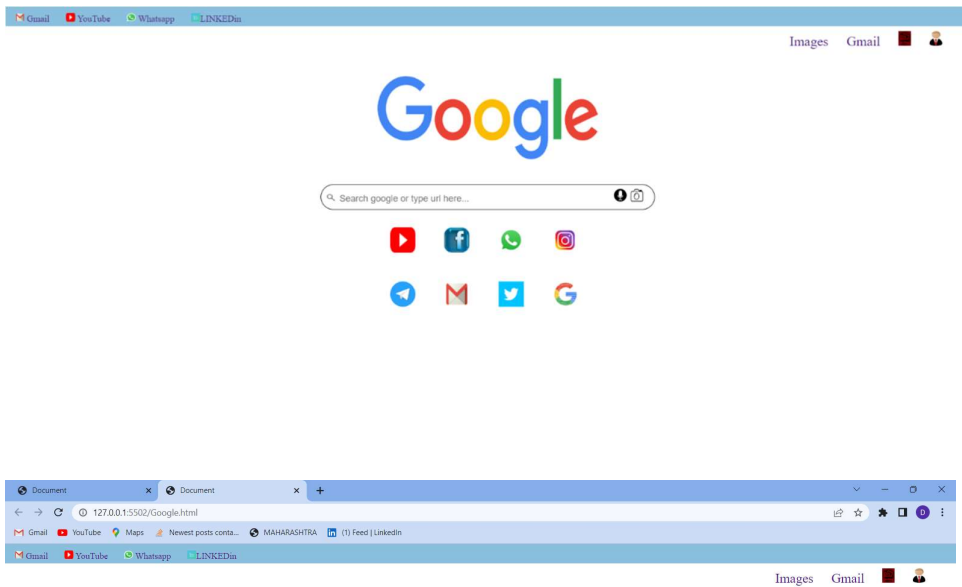 Gmail YouTube Whatsapp LINKEDin
Images Gmail
Google
Search google or type url here...
Document Document
127.0.0.1:5502/Google.html
Gmail YouTube Maps Newest posts conta... MAHARASHTRA (1) Feed | LinkedIn
Gmail YouTube Whatsapp LINKEDin
Images Gmail